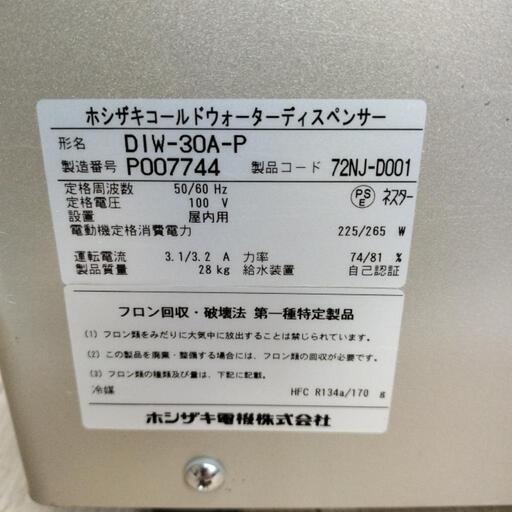 ホシザキコールドウォーターディスペンサー
形名 DIW-30A-P
製造番号 P007744 製品コード 72NJ-D001
定格周波数 50/60 Hz
定格電圧 100 V
設置 屋内用
PSE ネスター
電動機定格消費電力 225/265 W
運転電流 3.1/3.2 A 力率 74/81 %
製品質量 28kg 給水装置 自己認証
フロン回収・破壊法 第一種特定製品
(1) フロン類をみだりに大気中に放出することは禁じられています。
(2) この製品を廃棄・整備する場合には、フロン類の回収が必要です。
(3) フロン類の種類及び量は、下記に記載。
冷媒 HFC R134a/170 g
ホシザキ電機株式会社